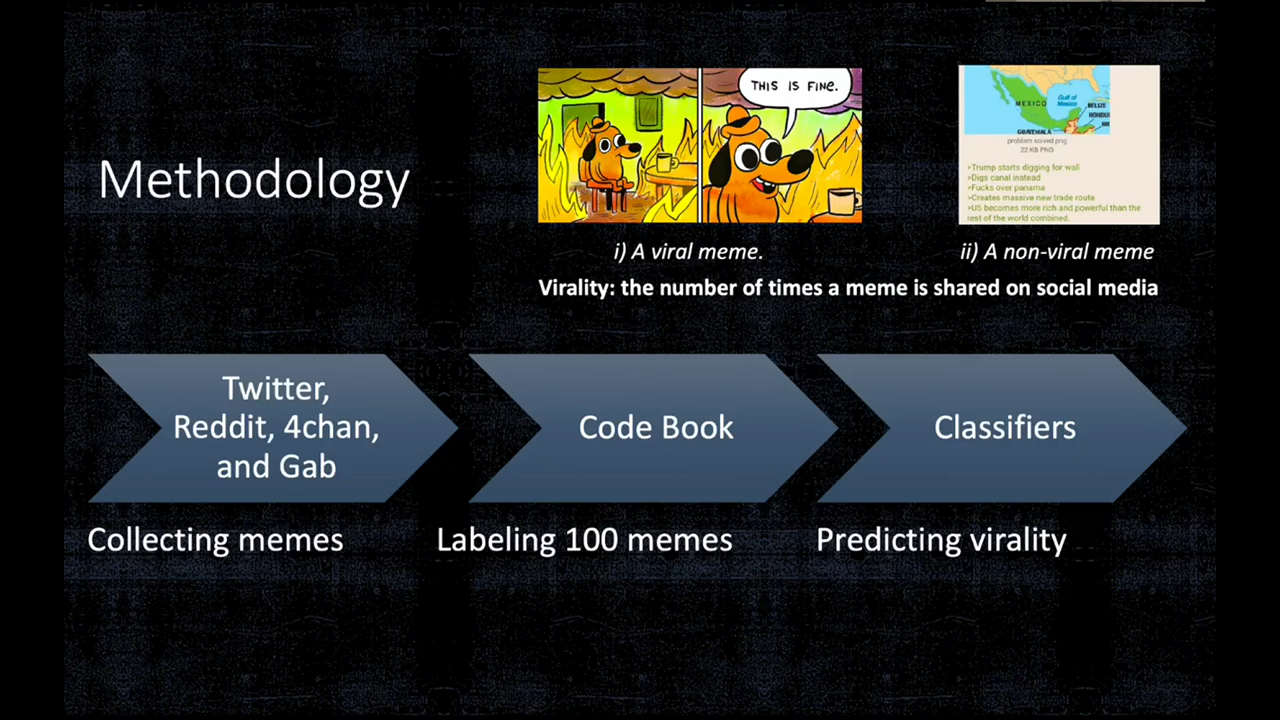 Methodology
THIS IS FINE.
MEXICO
Gulf of
Mexico
BELIZE
GUATEMALA
problem solved.png
22 KB PNG
>Trump starts digging for wall
>Digs canal instead
>Fucks over panama
>Creates massive new trade route
>US becomes more rich and powerful than the
rest of the world combined.
i) A viral meme.
ii) A non-viral meme
Virality: the number of times a meme is shared on social media
Twitter,
Reddit, 4chan,
and Gab
Code Book
Classifiers
Collecting memes
Labeling 100 memes
Predicting virality